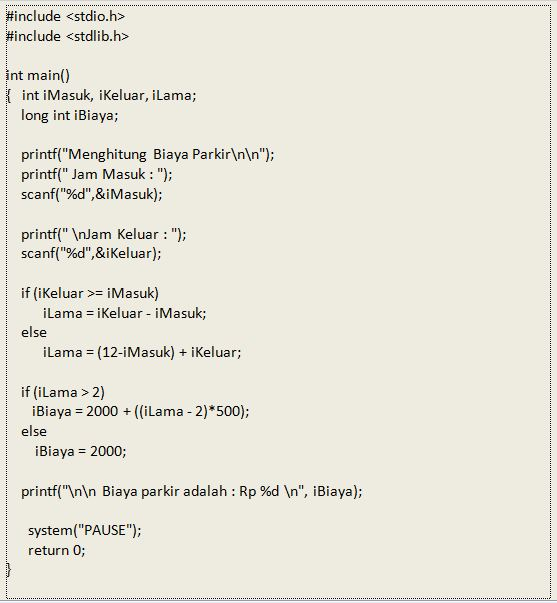 #include <stdio.h>
#include <stdlib.h>
int main()
{ int iMasuk, iKeluar, iLama;
long int iBiaya;
printf("Menghitung Biaya Parkir\n\n");
printf(" Jam Masuk : ");
scanf("%d",&iMasuk);
printf(" \nJam Keluar : ");
scanf("%d",&iKeluar);
if (iKeluar >= iMasuk)
iLama = iKeluar - iMasuk;
else
iLama = (12-iMasuk) + iKeluar;
if (iLama > 2)
iBiaya = 2000 + ((iLama - 2)*500);
else
iBiaya = 2000;
printf("\n\n Biaya parkir adalah : Rp %d \n", iBiaya);
system("PAUSE");
return 0;
}